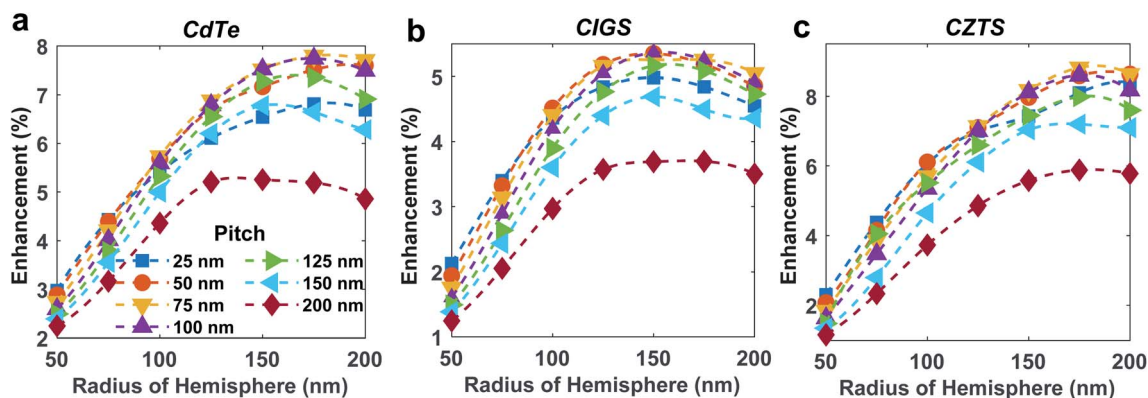 a
CdTe
Enhancement (%)
8
7
6
5
4
3
2
50
100
150
200
Radius of Hemisphere (nm)
Pitch
25 nm
50 nm
75 nm
100 nm
125 nm
150 nm
200 nm
b
CIGS
Enhancement (%)
5
4
3
2
1
50
100
150
200
Radius of Hemisphere (nm)
c
CZTS
Enhancement (%)
8
6
4
2
50
100
150
200
Radius of Hemisphere (nm)